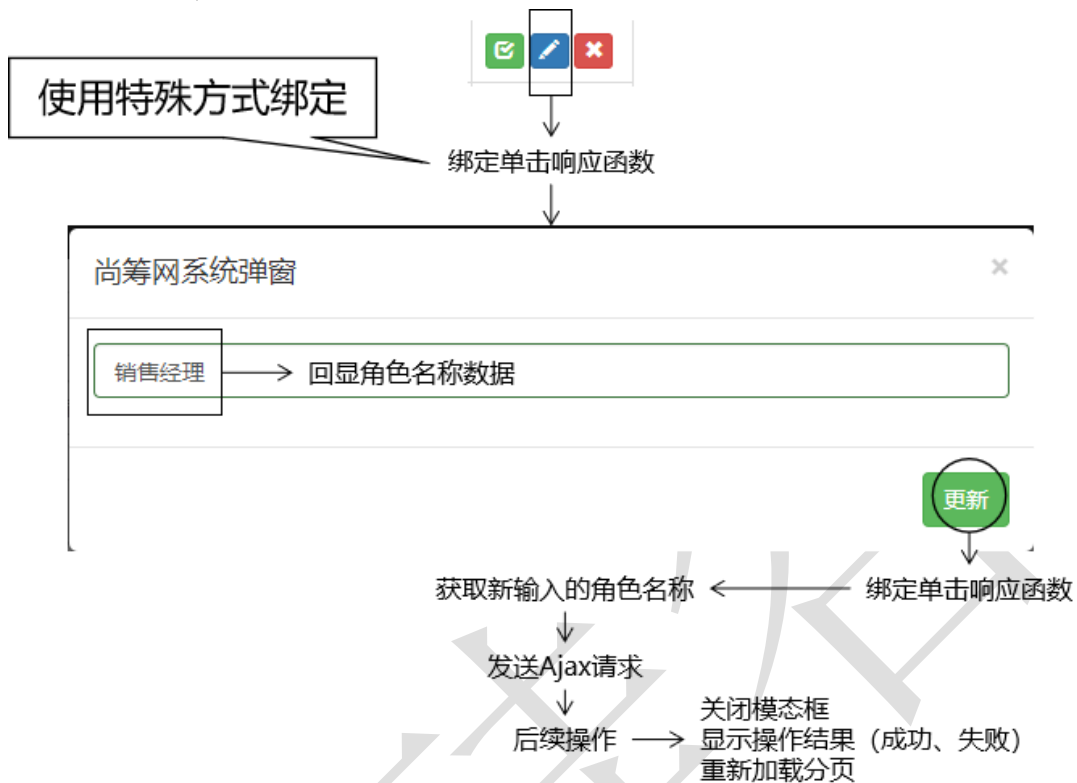 使用特殊方式绑定
绑定单击响应函数
尚筹网系统弹窗
×
销售经理
回显角色名称数据
更新
获取新输入的角色名称
绑定单击响应函数
发送Ajax请求
后续操作
关闭模态框
显示操作结果（成功、失败）
重新加载分页